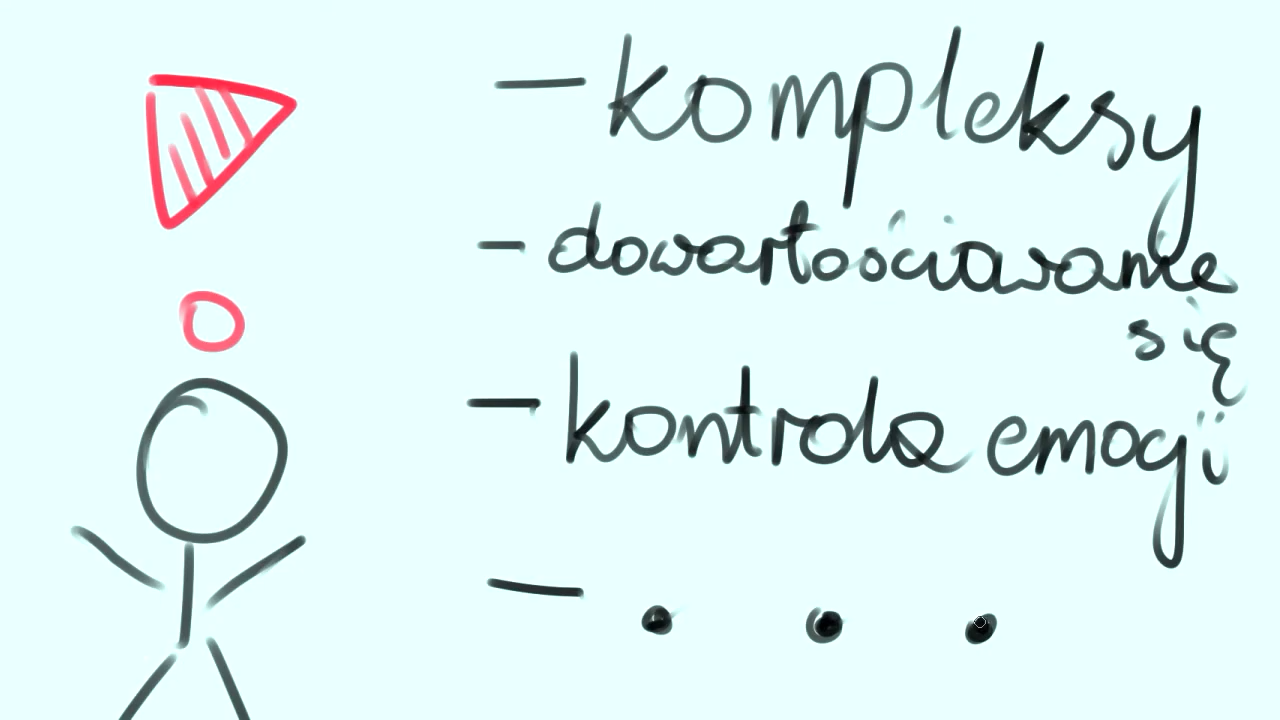 - kompleksy
- dowartościowanie
się
- kontrola emocji
- . . .